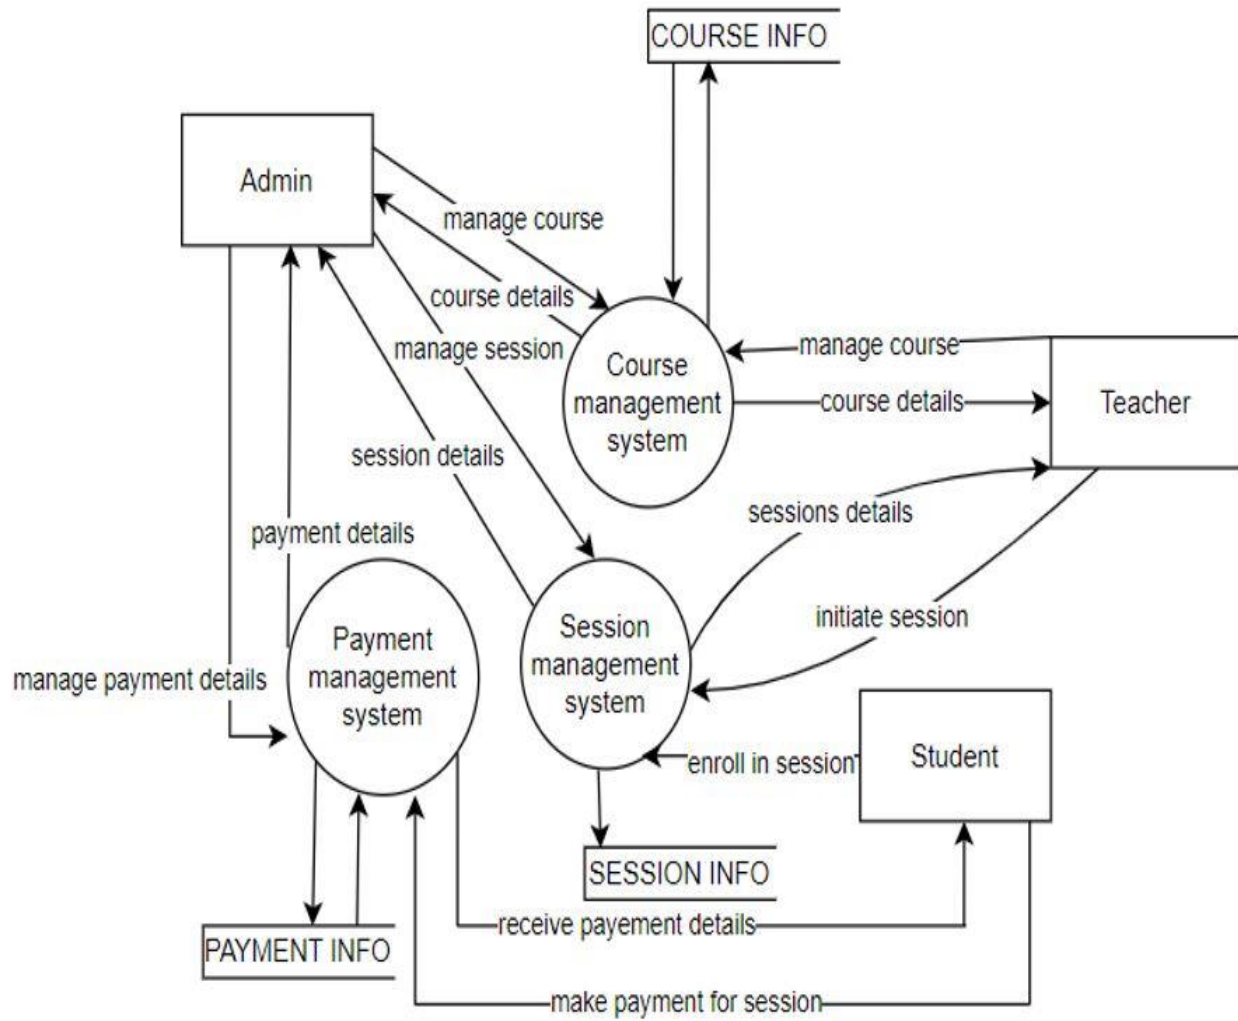 COURSE INFO
Admin
manage course
course details
manage session
Course
management
system
manage course
course details
Teacher
session details
sessions details
payment details
initiate session
Payment
management
system
Session
management
system
manage payment details
enroll in session
Student
SESSION INFO
receive payement details
PAYMENT INFO
make payment for session